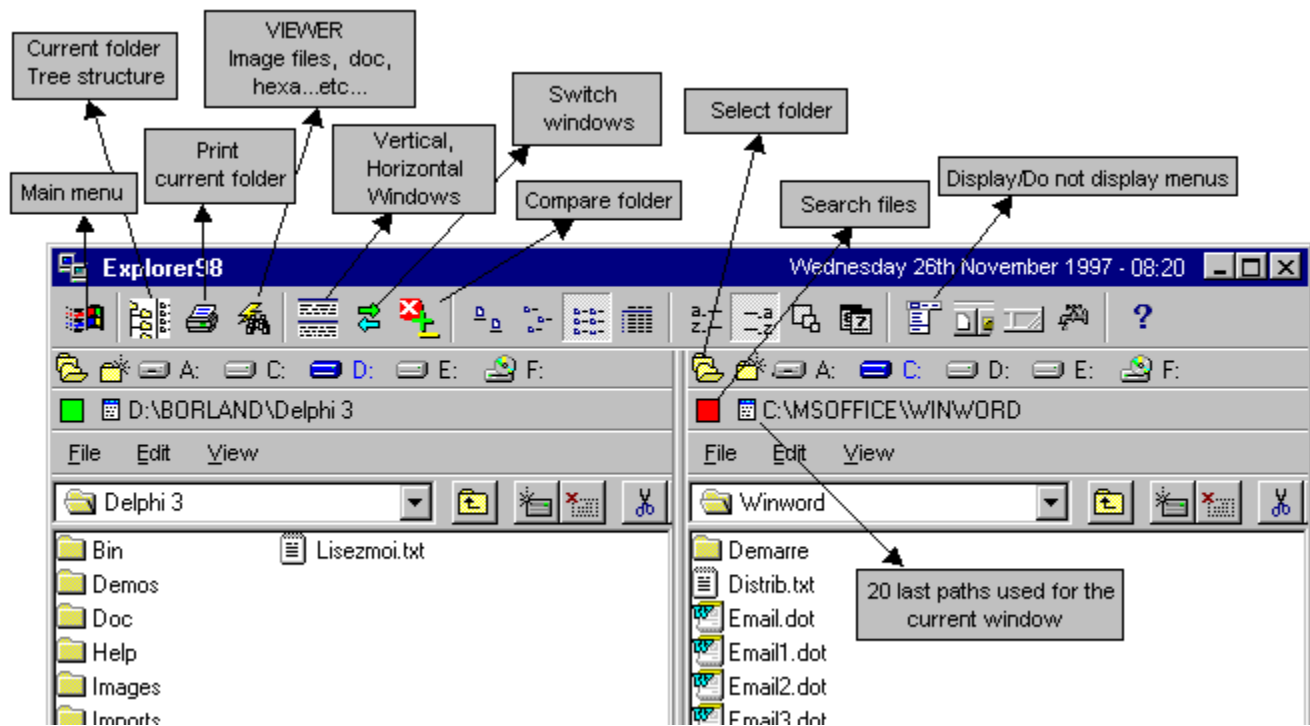 VIEWER
Image files, doc,
hexa...etc...
Current folder
Tree structure
Switch
windows
Select folder
Vertical,
Horizontal
Windows
Print
current folder
Main menu
Compare folder
Search files
Display/Do not display menus
Explorer98
Wednesday 26th November 1997 - 08:20
a. z
a z
?
A: C: D: E: F:
A: C: D: E: F:
D:\BORLAND\Delphi 3
C:\MSOFFICE\WINWORD
File Edit View
File Edit View
Delphi 3
Winword
Bin
Lisezmoi.txt
Demos
Doc
Help
Images
Imports
Demarre
Distrib.txt
Email.dot
Email1.dot
Email2.dot
Email3.dot
20 last paths used for the
current window